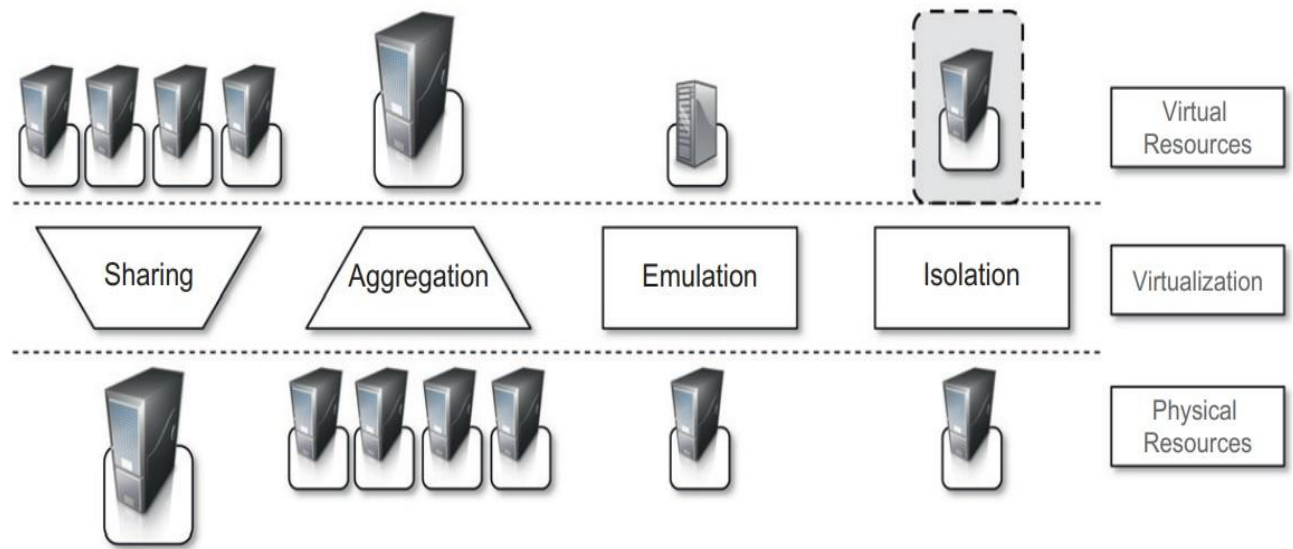 Virtual
Resources
Sharing
Aggregation
Emulation
Isolation
Virtualization
Physical
Resources